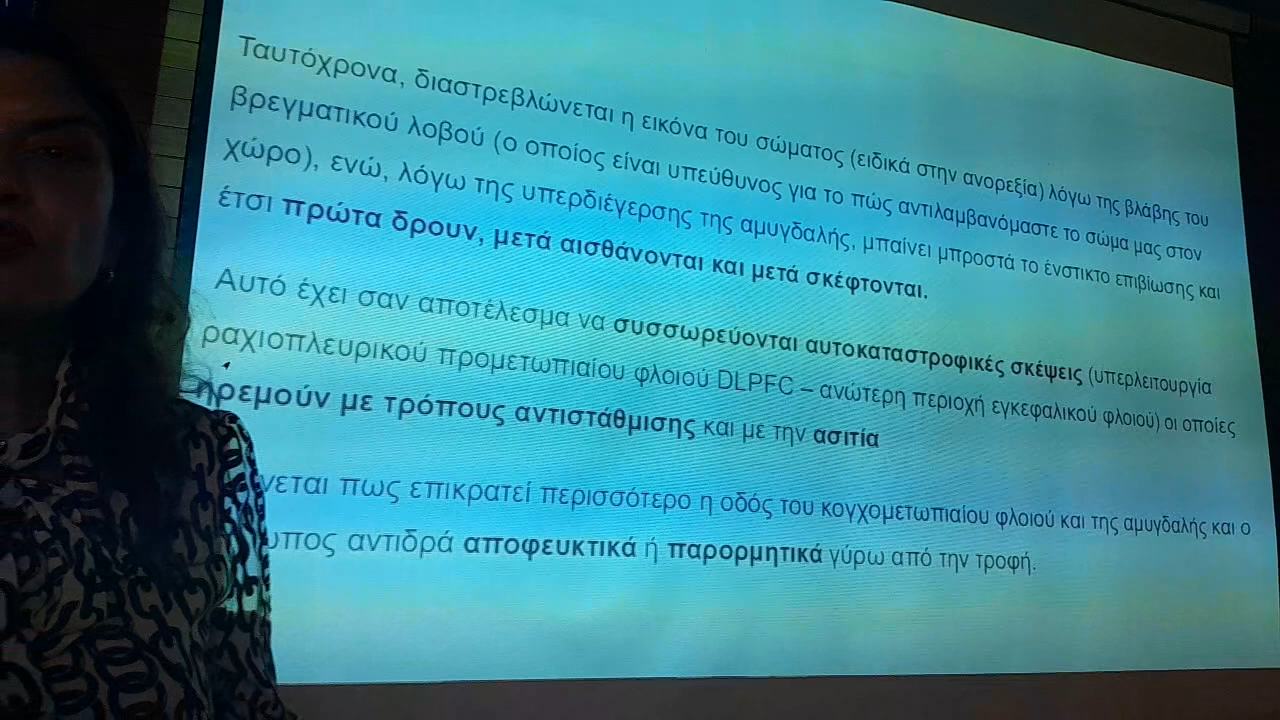 Ταυτόχρονα, διαστρεβλώνεται η εικόνα του σώματος (ειδικά στην ανορεξία) λόγω της βλάβης του
βρεγματικού λοβού (ο οποίος είναι υπεύθυνος για το πώς αντιλαμβανόμαστε το σώμα μας στον
χώρο), ενώ, λόγω της υπερδιέγερσης της αμυγδαλής, μπαίνει μπροστά το ένστικτο επιβίωσης και
έτσι πρώτα δρουν, μετά αισθάνονται και μετά σκέφτονται.
Αυτό έχει σαν αποτέλεσμα να συσσωρεύονται αυτοκαταστροφικές σκέψεις (υπερλειτουργία
ραχιοπλευρικού προμετωπιαίου φλοιού DLPFC – ανώτερη περιοχή εγκεφαλικού φλοιού) οι οποίες
ηρεμούν με τρόπους αντιστάθμισης και με την ασιτία
πως επικρατεί περισσότερο η οδός του κογχομετωπιαίου φλοιού και της αμυγδαλής και ο
αντιδρά αποφευκτικά ή παρορμητικά γύρω από την τροφή.